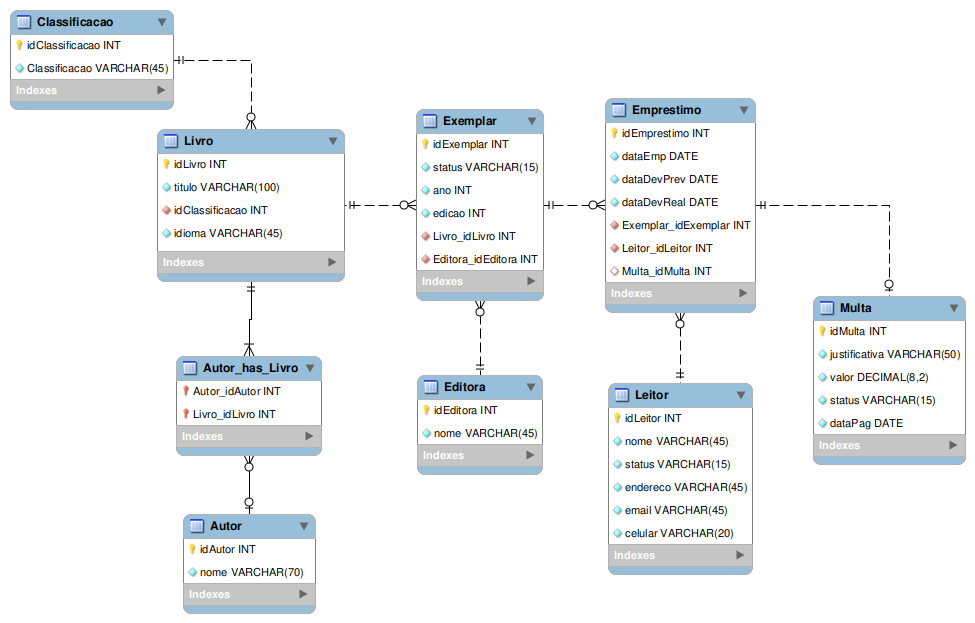 Classificacao
idClassificacao INT
Classificacao VARCHAR(45)
Indexes
Livro
idLivro INT
titulo VARCHAR(100)
idClassificacao INT
idioma VARCHAR(45)
Indexes
Autor_has_Livro
Autor_idAutor INT
Livro_idLivro INT
Indexes
Autor
idAutor INT
nome VARCHAR(70)
Indexes
Exemplar
idExemplar INT
status VARCHAR(15)
ano INT
edicao INT
Livro_idLivro INT
Editora_idEditora INT
Indexes
Editora
idEditora INT
nome VARCHAR(45)
Indexes
Emprestimo
idEmprestimo INT
dataEmp DATE
dataDevPrev DATE
dataDevReal DATE
Exemplar_idExemplar INT
Leitor_idLeitor INT
Multa_idMulta INT
Indexes
Leitor
idLeitor INT
nome VARCHAR(45)
status VARCHAR(15)
endereco VARCHAR(45)
email VARCHAR(45)
celular VARCHAR(20)
Indexes
Multa
idMulta INT
justificativa VARCHAR(50)
valor DECIMAL(8,2)
status VARCHAR(15)
dataPag DATE
Indexes